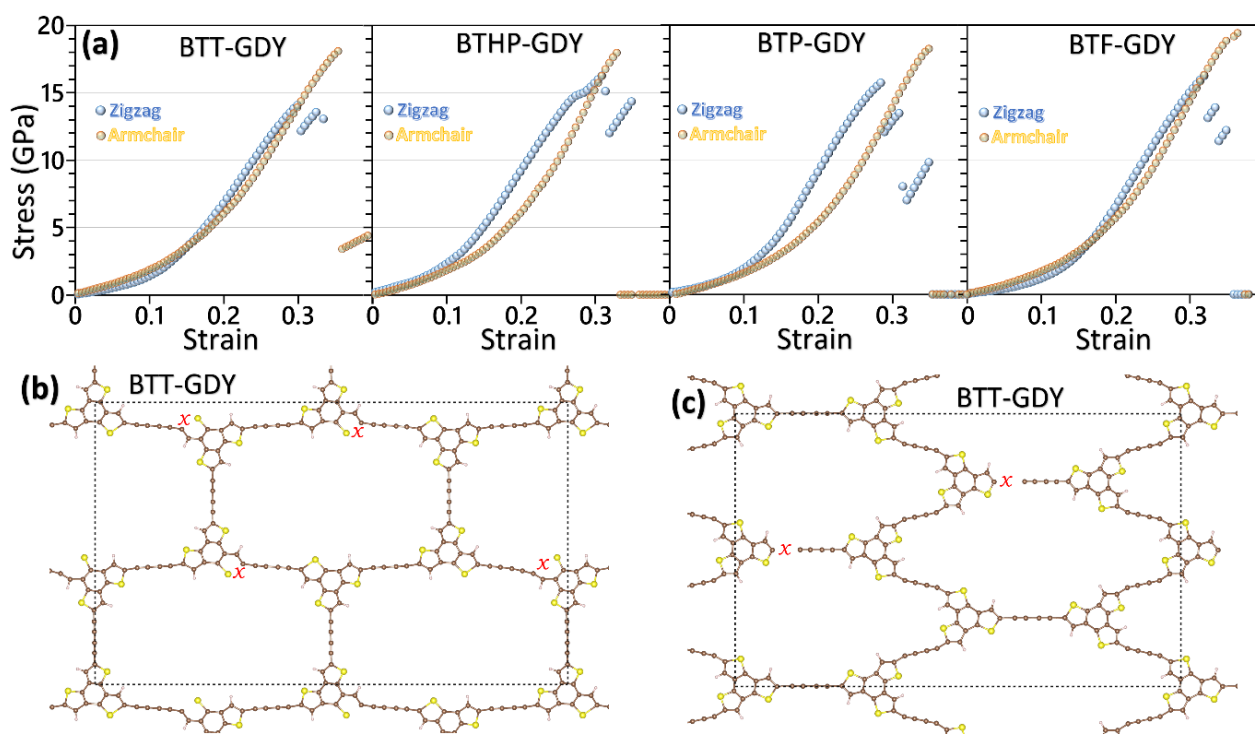 (a)
BTT-GDY
BTHP-GDY
BTP-GDY
BTF-GDY
Zigzag
Armchair
Zigzag
Armchair
Zigzag
Armchair
Zigzag
Armchair
Stress (GPa)
20
15
10
5
0
0 0.1 0.2 0.3
0 0.1 0.2 0.3
0 0.1 0.2 0.3
0 0.1 0.2 0.3
Strain
Strain
Strain
Strain
(b)
BTT-GDY
x
x
x
x
(c)
BTT-GDY
x
x